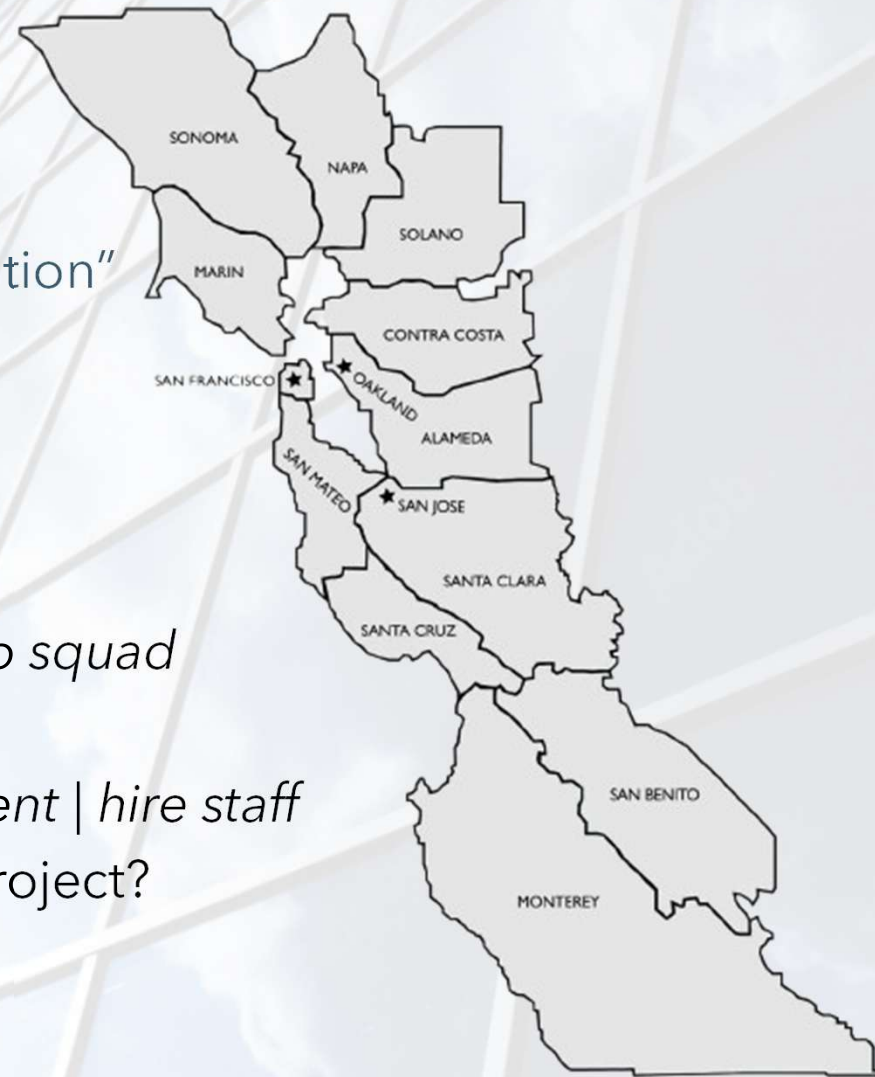 SONOMA
NAPA
SOLANO
tion”
MARIN
CONTRA COSTA
SAN FRANCISCO
OAKLAND
ALAMEDA
SAN MATEO
SAN JOSE
SANTA CLARA
SANTA CRUZ
squad
SAN BENITO
ent | hire staff
roject?
MONTEREY